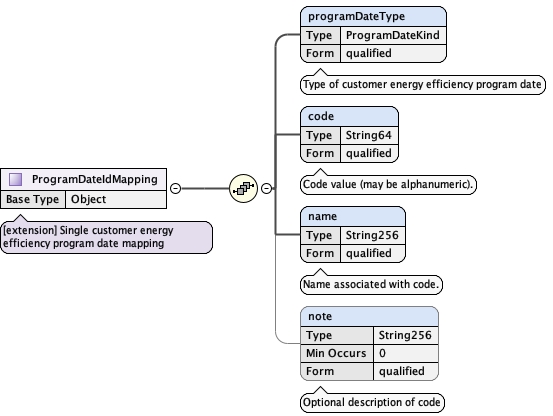 programDateType
Type ProgramDateKind
Form qualified
Type of customer energy efficiency program date
code
Type String64
Form qualified
Code value (may be alphanumeric).
ProgramDateIdMapping
Base Type Object
[extension] Single customer energy
efficiency program date mapping
name
Type String256
Form qualified
Name associated with code.
note
Type String256
Min Occurs 0
Form qualified
Optional description of code